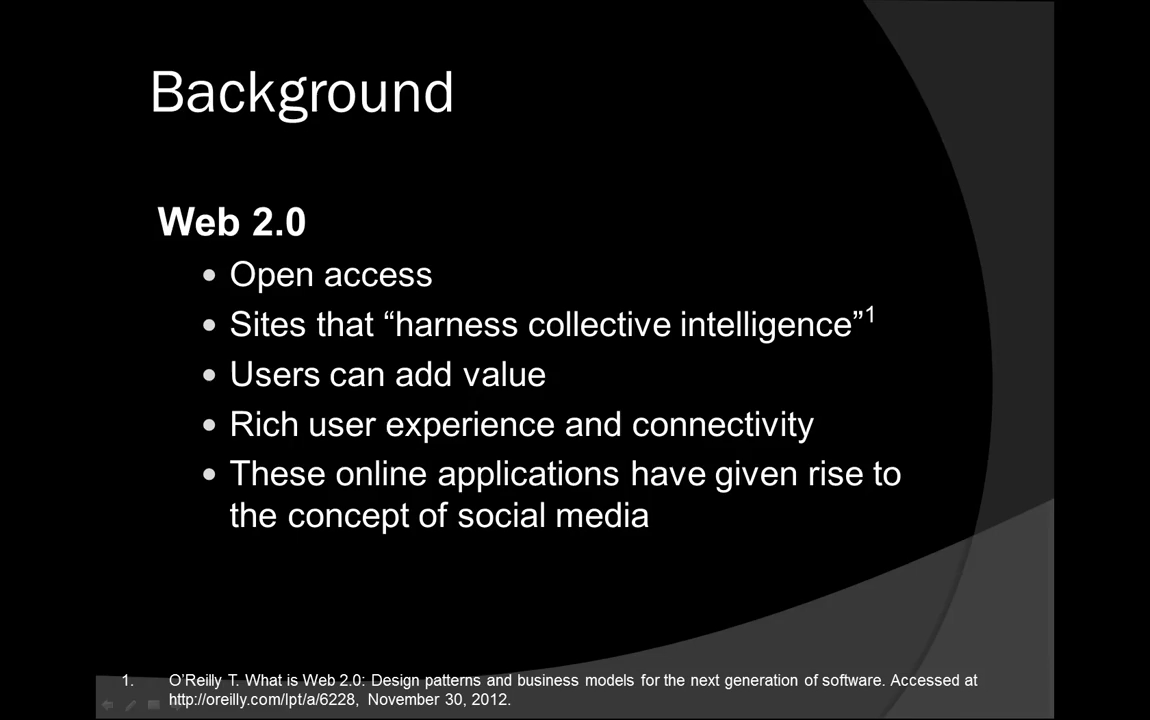 Background
Web 2.0
• Open access
• Sites that “harness collective intelligence”¹
• Users can add value
• Rich user experience and connectivity
• These online applications have given rise to
the concept of social media
1. O’Reilly T. What is Web 2.0: Design patterns and business models for the next generation of software. Accessed at
http://oreilly.com/lpt/a/6228, November 30, 2012.